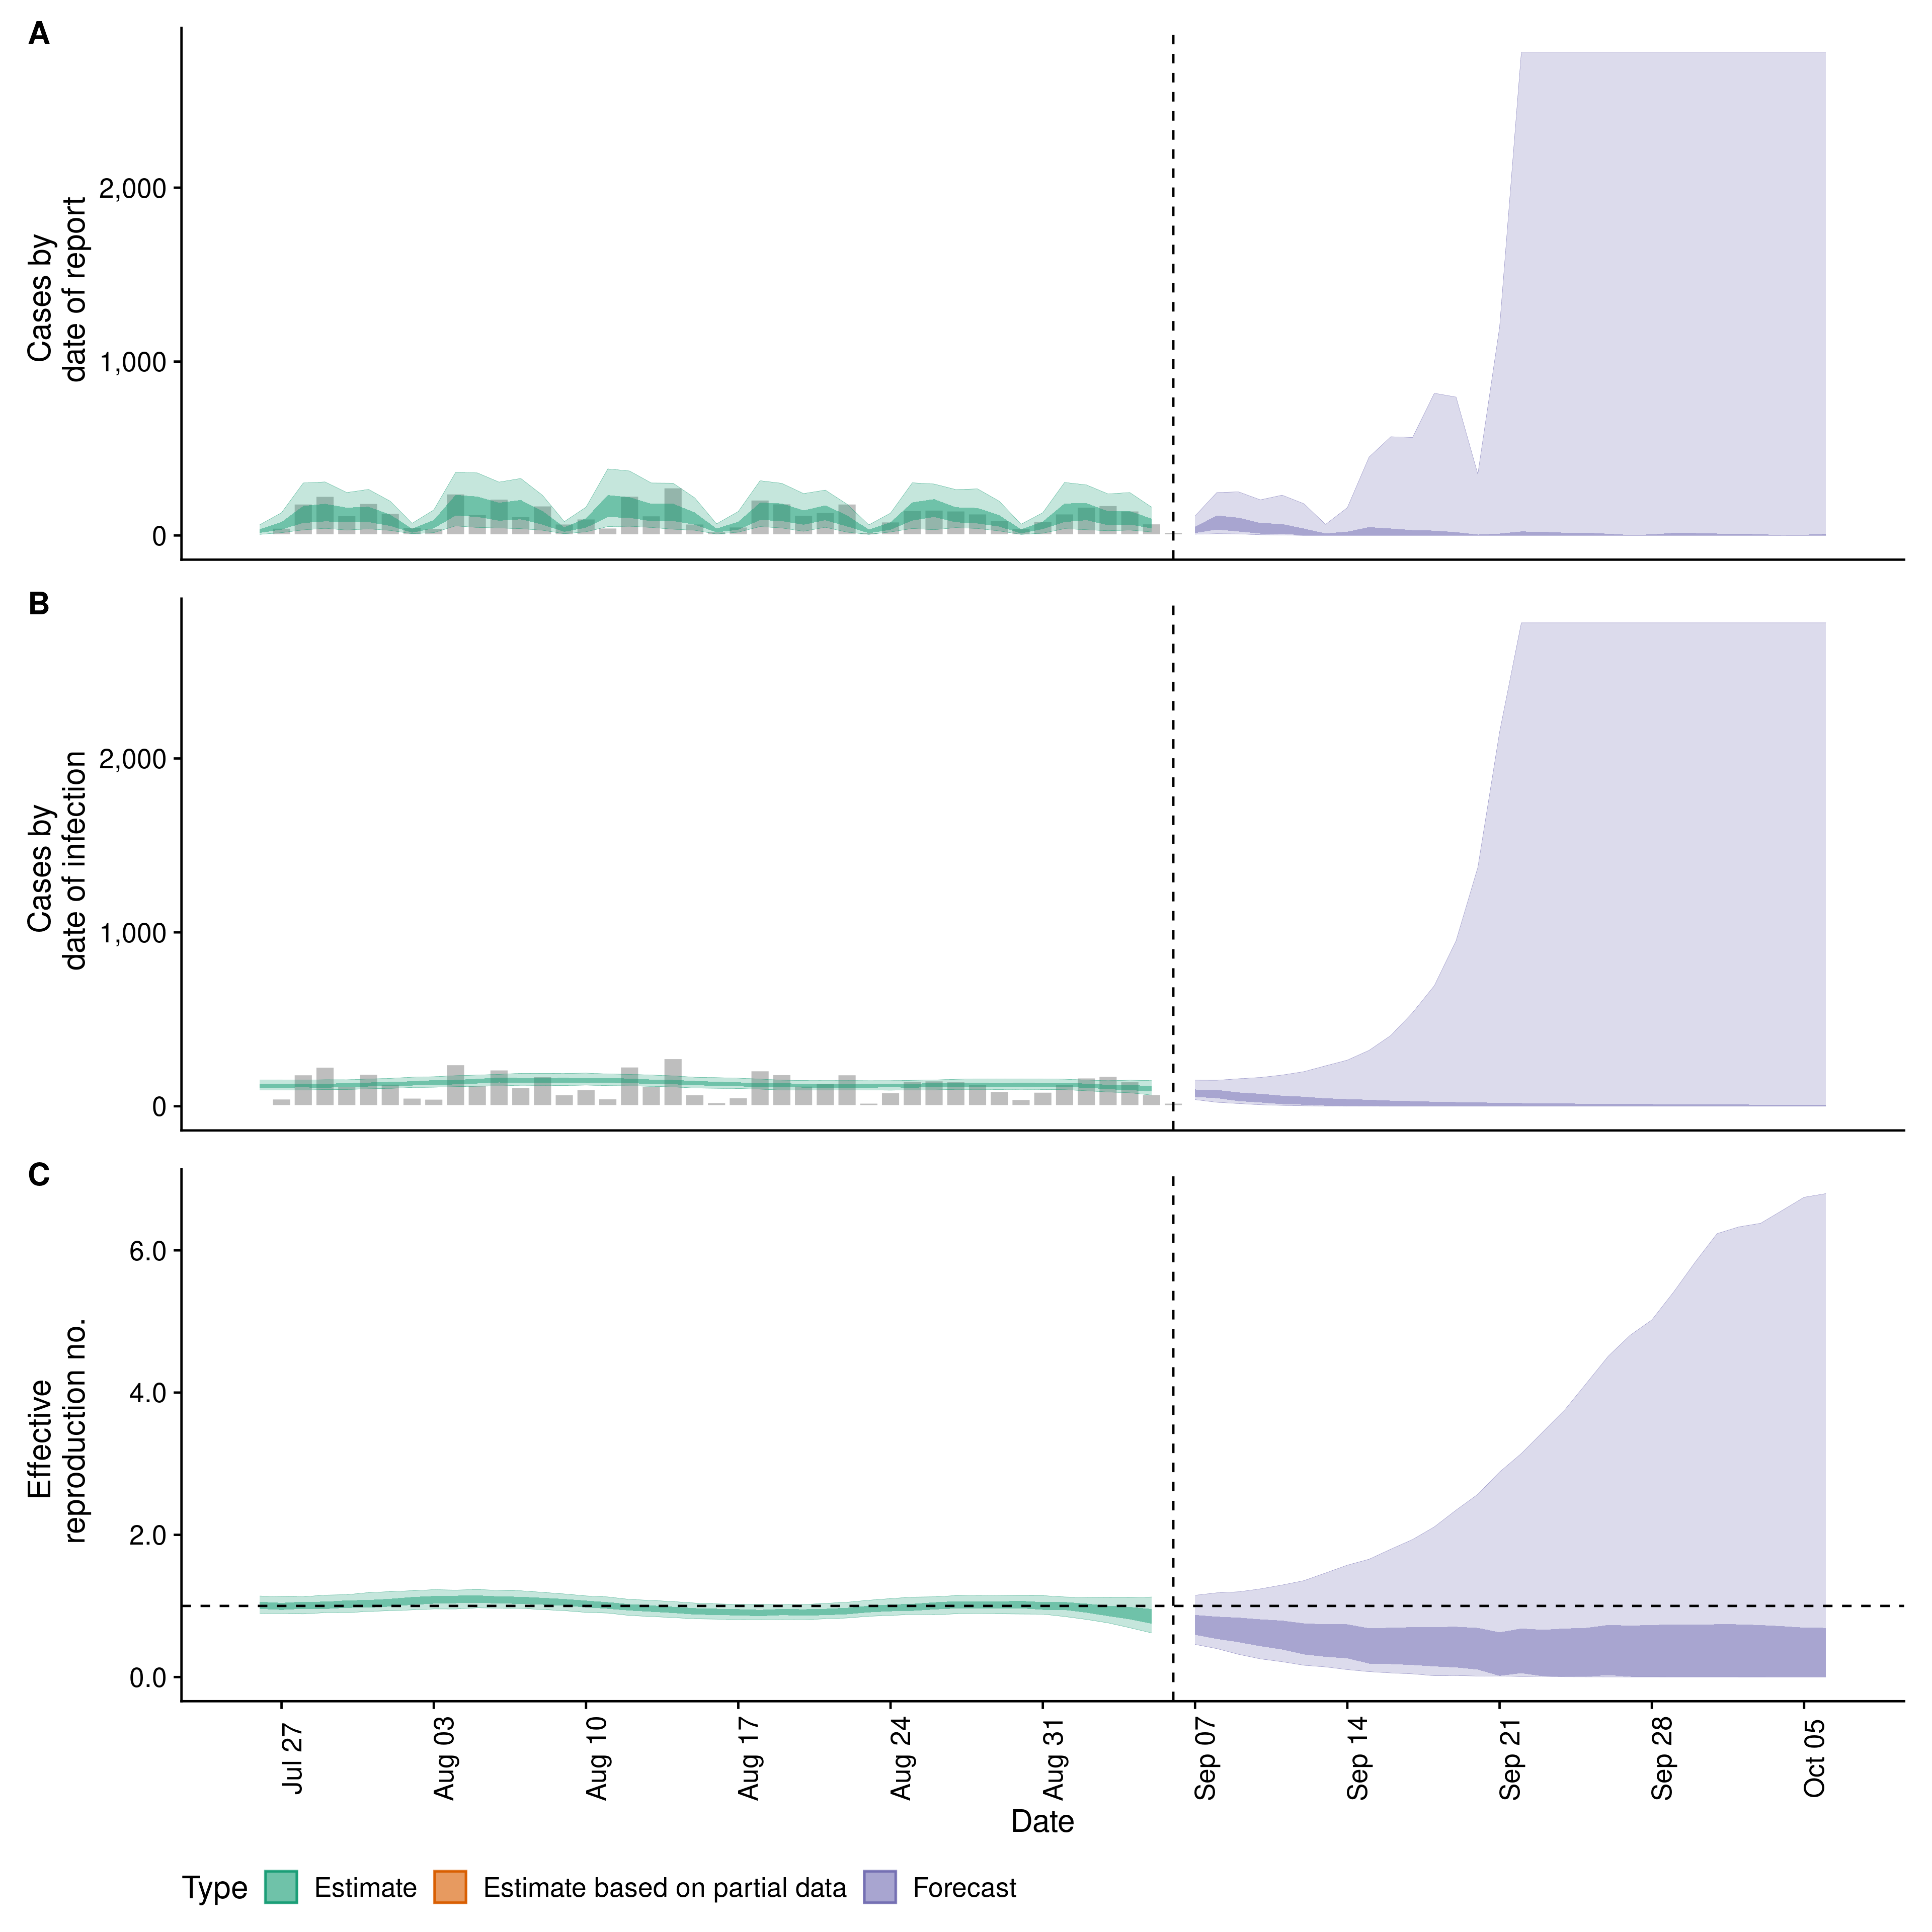 A
Cases by
date of report
2,000
1,000
0
B
Cases by
date of infection
2,000
1,000
0
C
Effective
reproduction no.
6.0
4.0
2.0
0.0
Jul 27
Aug 03
Aug 10
Aug 17
Aug 24
Aug 31
Sep 07
Sep 14
Sep 21
Sep 28
Oct 05
Date
Type Estimate Estimate based on partial data Forecast